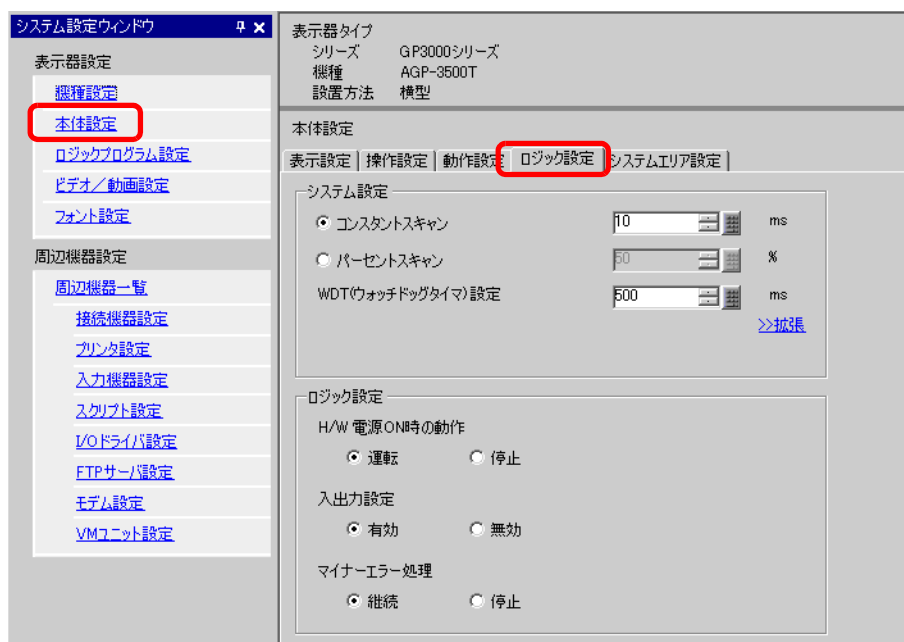 システム設定ウィンドウ
表示器設定
機種設定
本体設定
ロジックプログラム設定
ビデオ／動画設定
フォント設定
周辺機器設定
周辺機器一覧
接続機器設定
プリンタ設定
入力機器設定
スクリプト設定
I/Oドライバ設定
FTPサーバ設定
モデム設定
VMユニット設定
表示器タイプ
シリーズ GP3000シリーズ
機種 AGP-3500T
設置方法 横型
本体設定
表示設定 操作設定 動作設定 ロジック設定 システムエリア設定
システム設定
コンスタントスキャン 10 ms
パーセントスキャン 50 %
WDT(ウォッチドッグタイマ)設定 500 ms
>>拡張
ロジック設定
H/W 電源ON時の動作
運転 停止
入出力設定
有効 無効
マイナーエラー処理
継続 停止